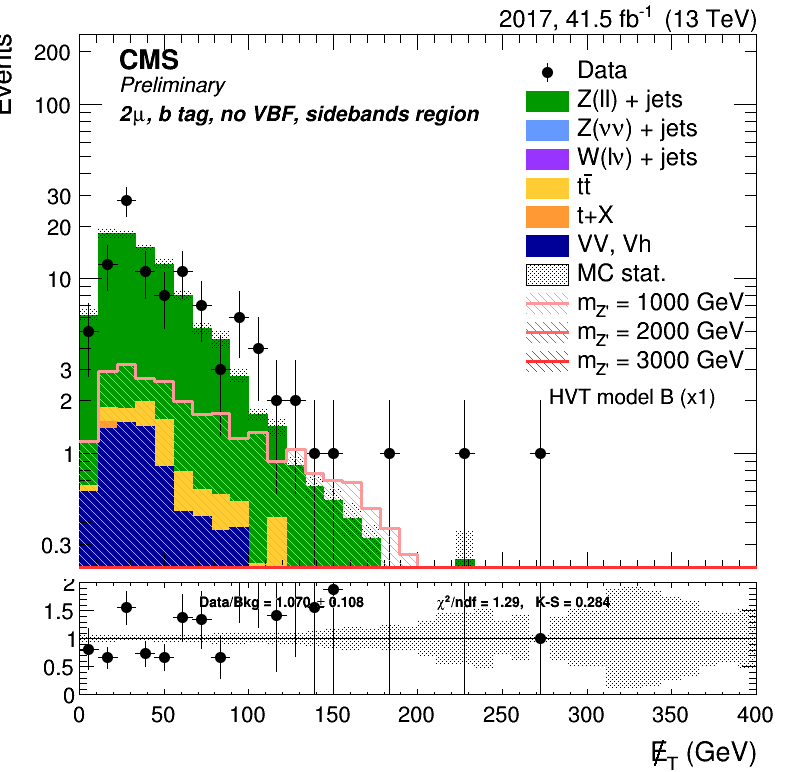 2017, 41.5 fb⁻¹ (13 TeV)
Events
CMS
Preliminary
2μ, b tag, no VBF, sidebands region
Data
Z(ll) + jets
Z(νν) + jets
W(lν) + jets
tt̄
t+X
VV, Vh
MC stat.
m_Z' = 1000 GeV
m_Z' = 2000 GeV
m_Z' = 3000 GeV
HVT model B (x1)
200
100
30
20
10
3
2
1
0.3
Data/Bkg = 1.070 ± 0.108
χ²/ndf = 1.29, K-S = 0.284
2
1.5
1
0.5
0
0 50 100 150 200 250 300 350 400
E̸_T (GeV)